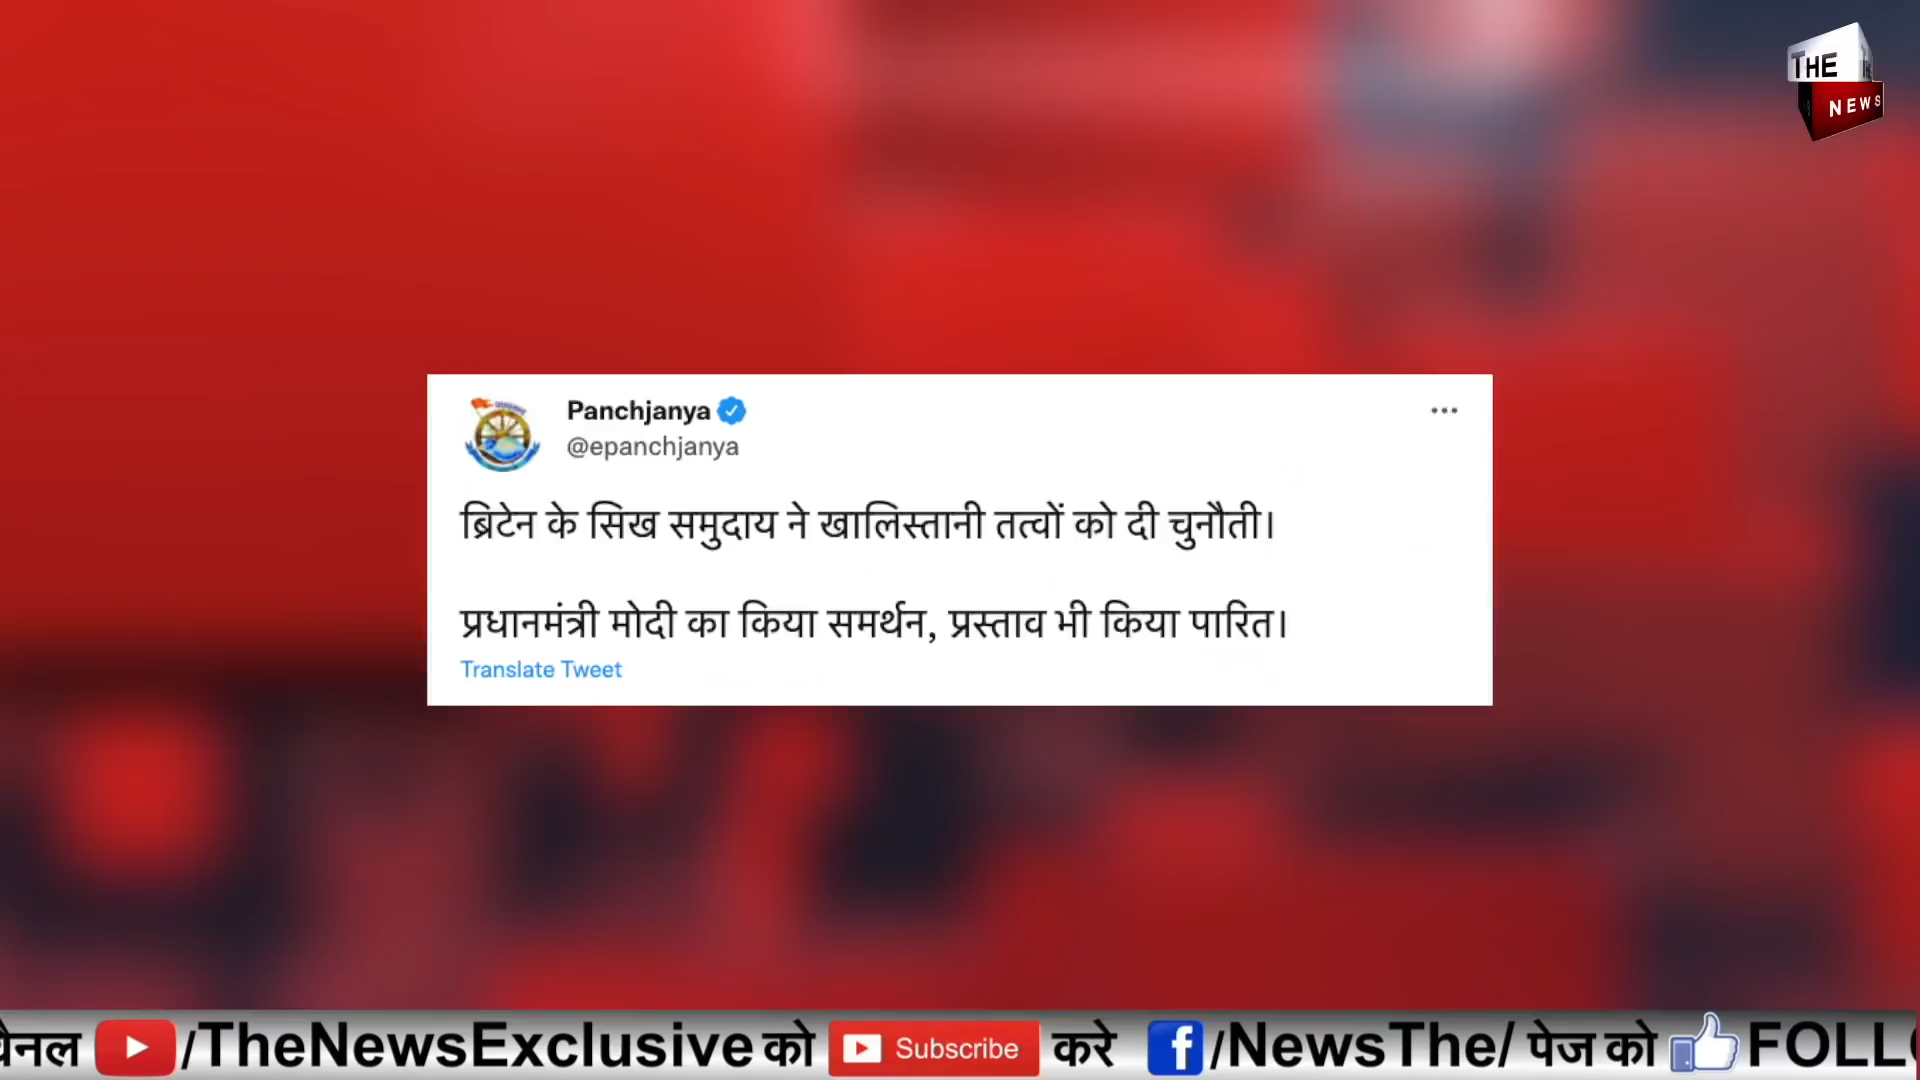 THE
NEWS
Panchjanya
@epanchjanya
ब्रिटेन के सिख समुदाय ने खालिस्तानी तत्वों को दी चुनौती।
प्रधानमंत्री मोदी का किया समर्थन, प्रस्ताव भी किया पारित।
Translate Tweet
/TheNewsExclusive को Subscribe करे /NewsThe/ पेज को